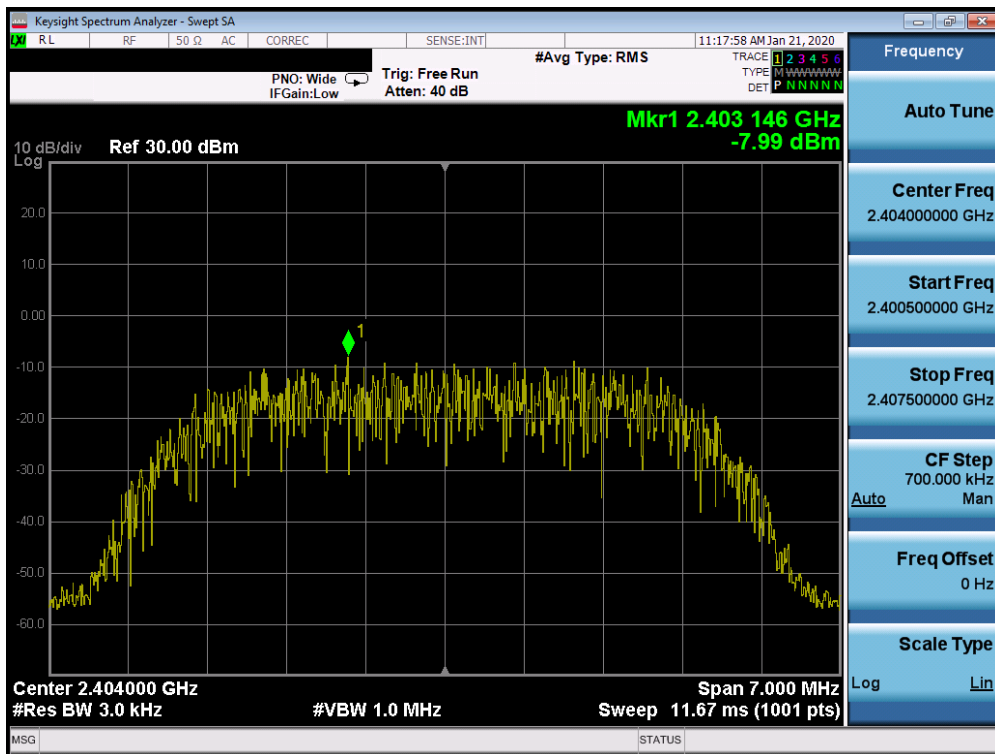 Keysight Spectrum Analyzer - Swept SA
LXI RL RF 50 Ω AC CORREC SENSE:INT 11:17:58 AM Jan 21, 2020
#Avg Type: RMS
TRACE 1 2 3 4 5 6
TYPE M W W W W W
DET P N N N N N
PNO: Wide
IFGain:Low
Trig: Free Run
Atten: 40 dB
Mkr1 2.403 146 GHz
-7.99 dBm
10 dB/div Ref 30.00 dBm
Log
20.0
10.0
0.00
-10.0
-20.0
-30.0
-40.0
-50.0
-60.0
1
Center 2.404000 GHz Span 7.000 MHz
#Res BW 3.0 kHz #VBW 1.0 MHz Sweep 11.67 ms (1001 pts)
MSG STATUS
Frequency
Auto Tune
Center Freq
2.404000000 GHz
Start Freq
2.400500000 GHz
Stop Freq
2.407500000 GHz
CF Step
700.000 kHz
Auto Man
Freq Offset
0 Hz
Scale Type
Log Lin